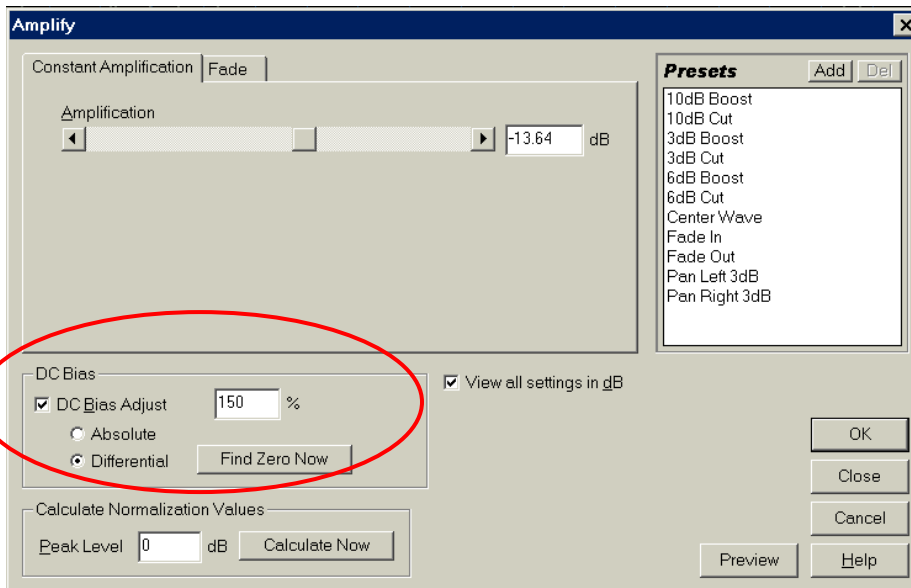 Amplify
Constant Amplification Fade
Amplification
-13.64 dB
Presets Add Del
10dB Boost
10dB Cut
3dB Boost
3dB Cut
6dB Boost
6dB Cut
Center Wave
Fade In
Fade Out
Pan Left 3dB
Pan Right 3dB
DC Bias
DC Bias Adjust 150 %
Absolute
Differential Find Zero Now
View all settings in dB
Calculate Normalization Values
Peak Level 0 dB Calculate Now
OK
Close
Cancel
Preview Help